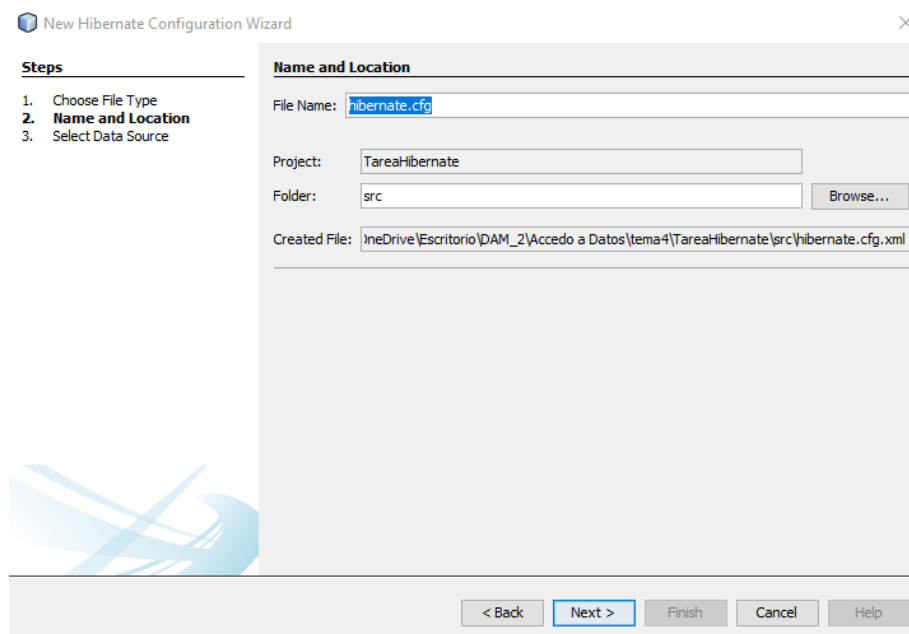 New Hibernate Configuration Wizard
Steps
1. Choose File Type
2. Name and Location
3. Select Data Source
Name and Location
File Name: hibernate.cfg
Project: TareaHibernate
Folder: src Browse...
Created File: )neDrive\Escritorio\DAM_2\Accedo a Datos\tema4\TareaHibernate\src\hibernate.cfg.xml
< Back Next > Finish Cancel Help